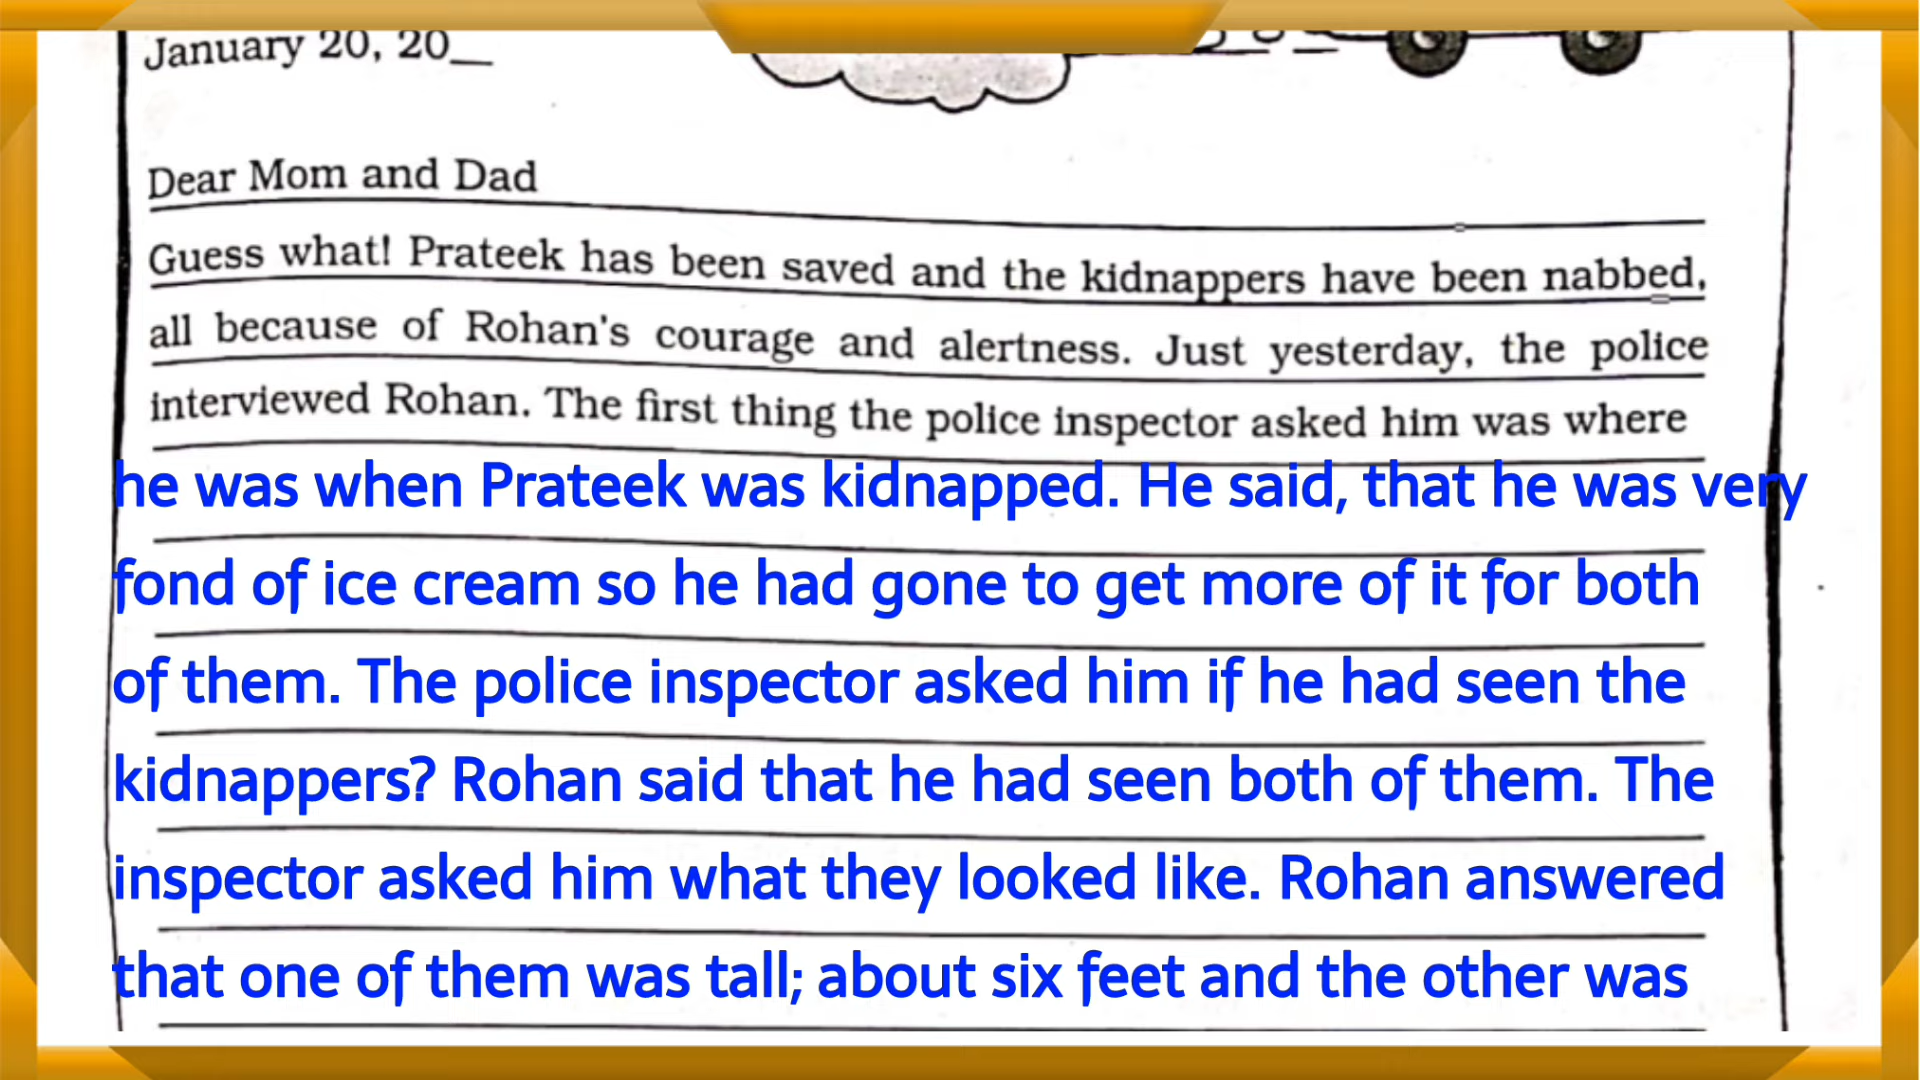 January 20, 20__
Dear Mom and Dad
Guess what! Prateek has been saved and the kidnappers have been nabbed,
all because of Rohan's courage and alertness. Just yesterday, the police
interviewed Rohan. The first thing the police inspector asked him was where
he was when Prateek was kidnapped. He said, that he was very
fond of ice cream so he had gone to get more of it for both
of them. The police inspector asked him if he had seen the
kidnappers? Rohan said that he had seen both of them. The
inspector asked him what they looked like. Rohan answered
that one of them was tall; about six feet and the other was